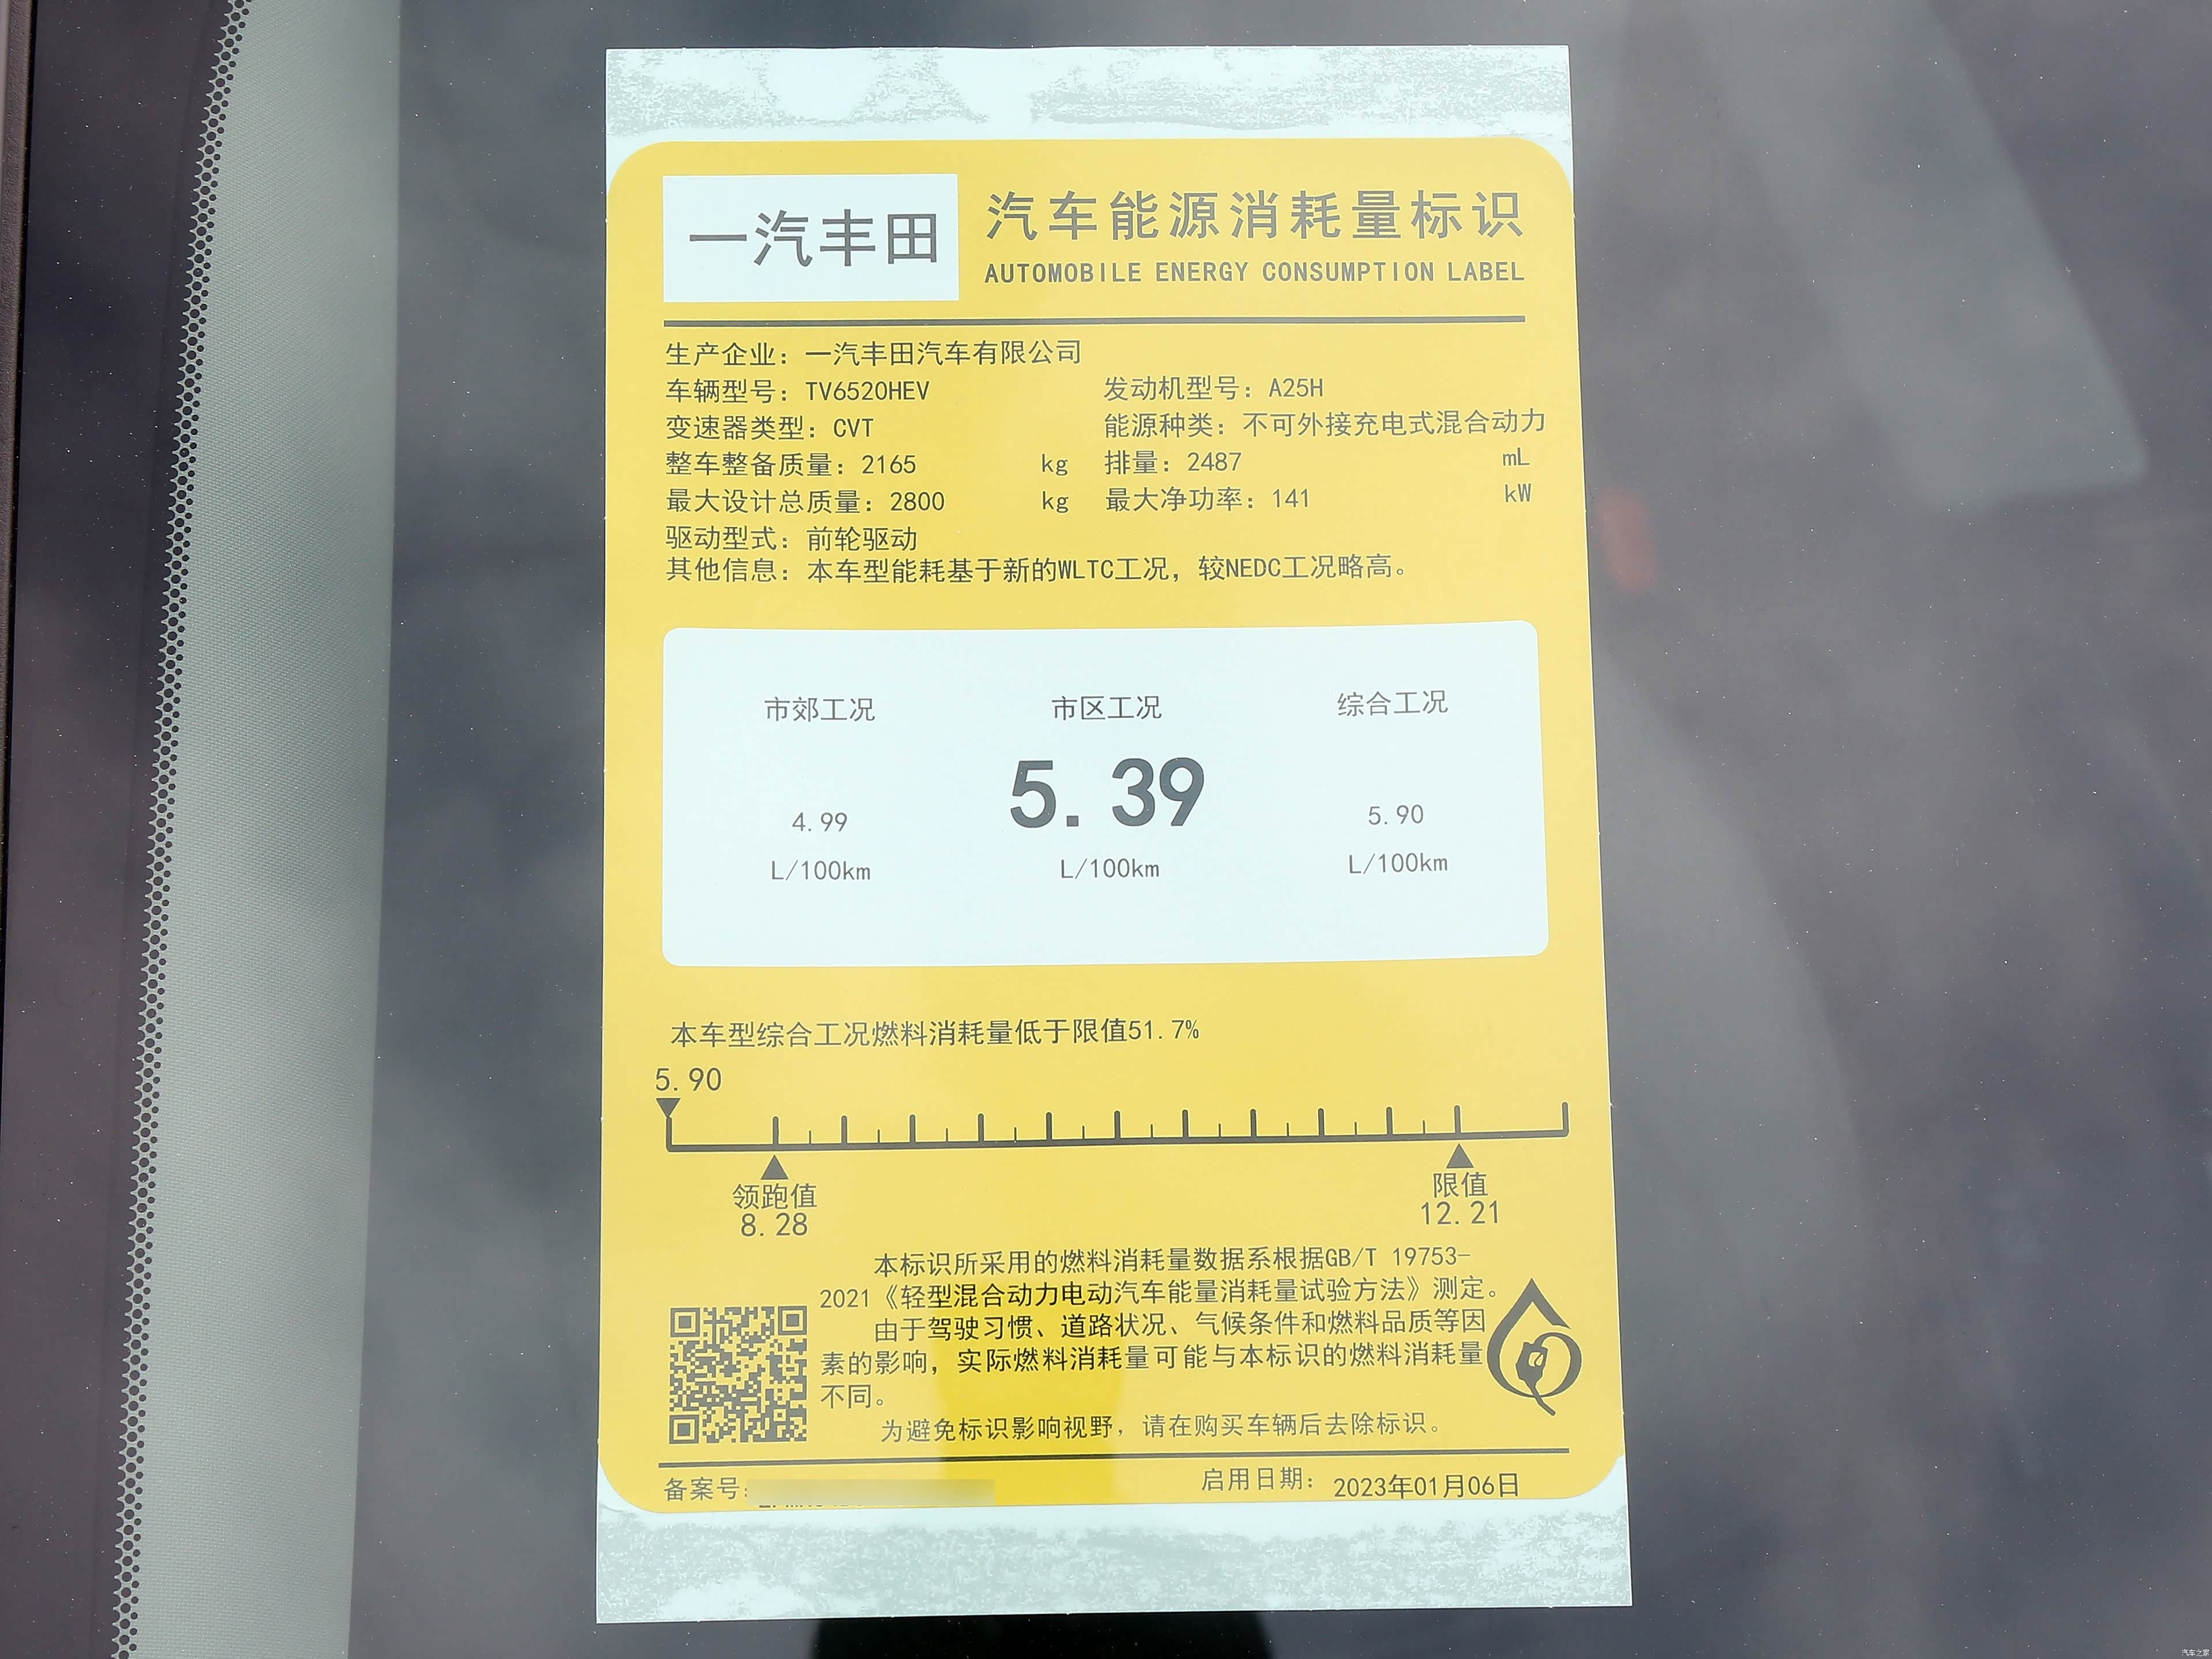 一汽丰田
汽车能源消耗量标识
AUTOMOBILE ENERGY CONSUMPTION LABEL
生产企业：一汽丰田汽车有限公司
车辆型号：TV6520HEV 发动机型号：A25H
变速器类型：CVT 能源种类：不可外接充电式混合动力
整车整备质量：2165 kg 排量：2487 mL
最大设计总质量：2800 kg 最大净功率：141 kW
驱动型式：前轮驱动
其他信息：本车型能耗基于新的WLTC工况，较NEDC工况略高。
市郊工况 市区工况 综合工况
4.99 5.39 5.90
L/100km L/100km L/100km
本车型综合工况燃料消耗量低于限值51.7%
5.90
领跑值 限值
8.28 12.21
本标识所采用的燃料消耗量数据系根据GB/T 19753-
2021《轻型混合动力电动汽车能量消耗量试验方法》测定。
由于驾驶习惯、道路状况、气候条件和燃料品质等因
素的影响，实际燃料消耗量可能与本标识的燃料消耗量
不同。
为避免标识影响视野，请在购买车辆后去除标识。
备案号： 启用日期：2023年01月06日
汽车之家